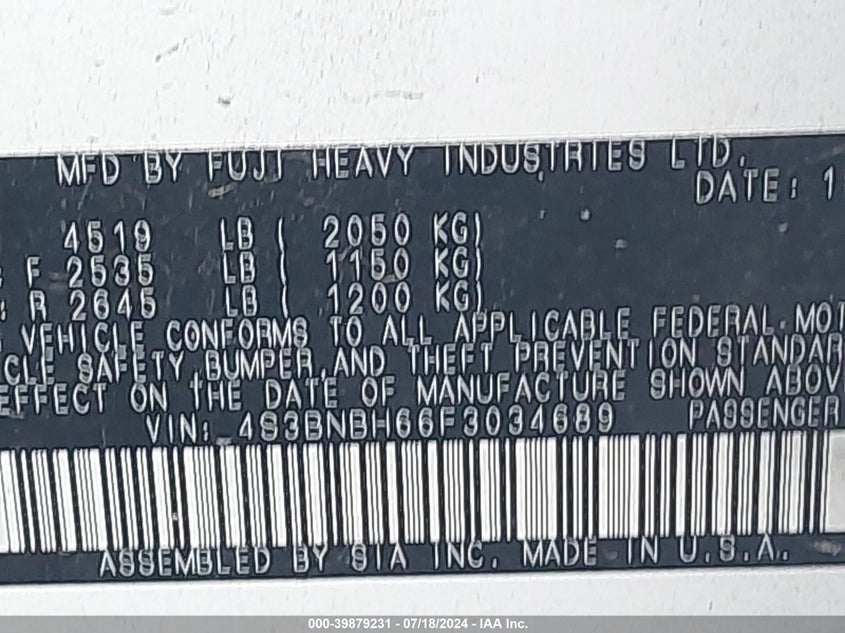 MFD BY FUJI HEAVY INDUSTRIES LTD.
DATE: 1
4519 LB ( 2050 KG)
: F 2535 LB ( 1150 KG)
: R 2645 LB ( 1200 KG)
VEHICLE CONFORMS TO ALL APPLICABLE FEDERAL MOT
CLE SAFETY, BUMPER, AND THEFT PREVENTION STANDAR
EFFECT ON THE DATE OF MANUFACTURE SHOWN ABOV
VIN: 4S3BNBH66F3034689 PASSENGER
ASSEMBLED BY SIA INC. MADE IN U.S.A.
000-39879231 - 07/18/2024 - IAA Inc.